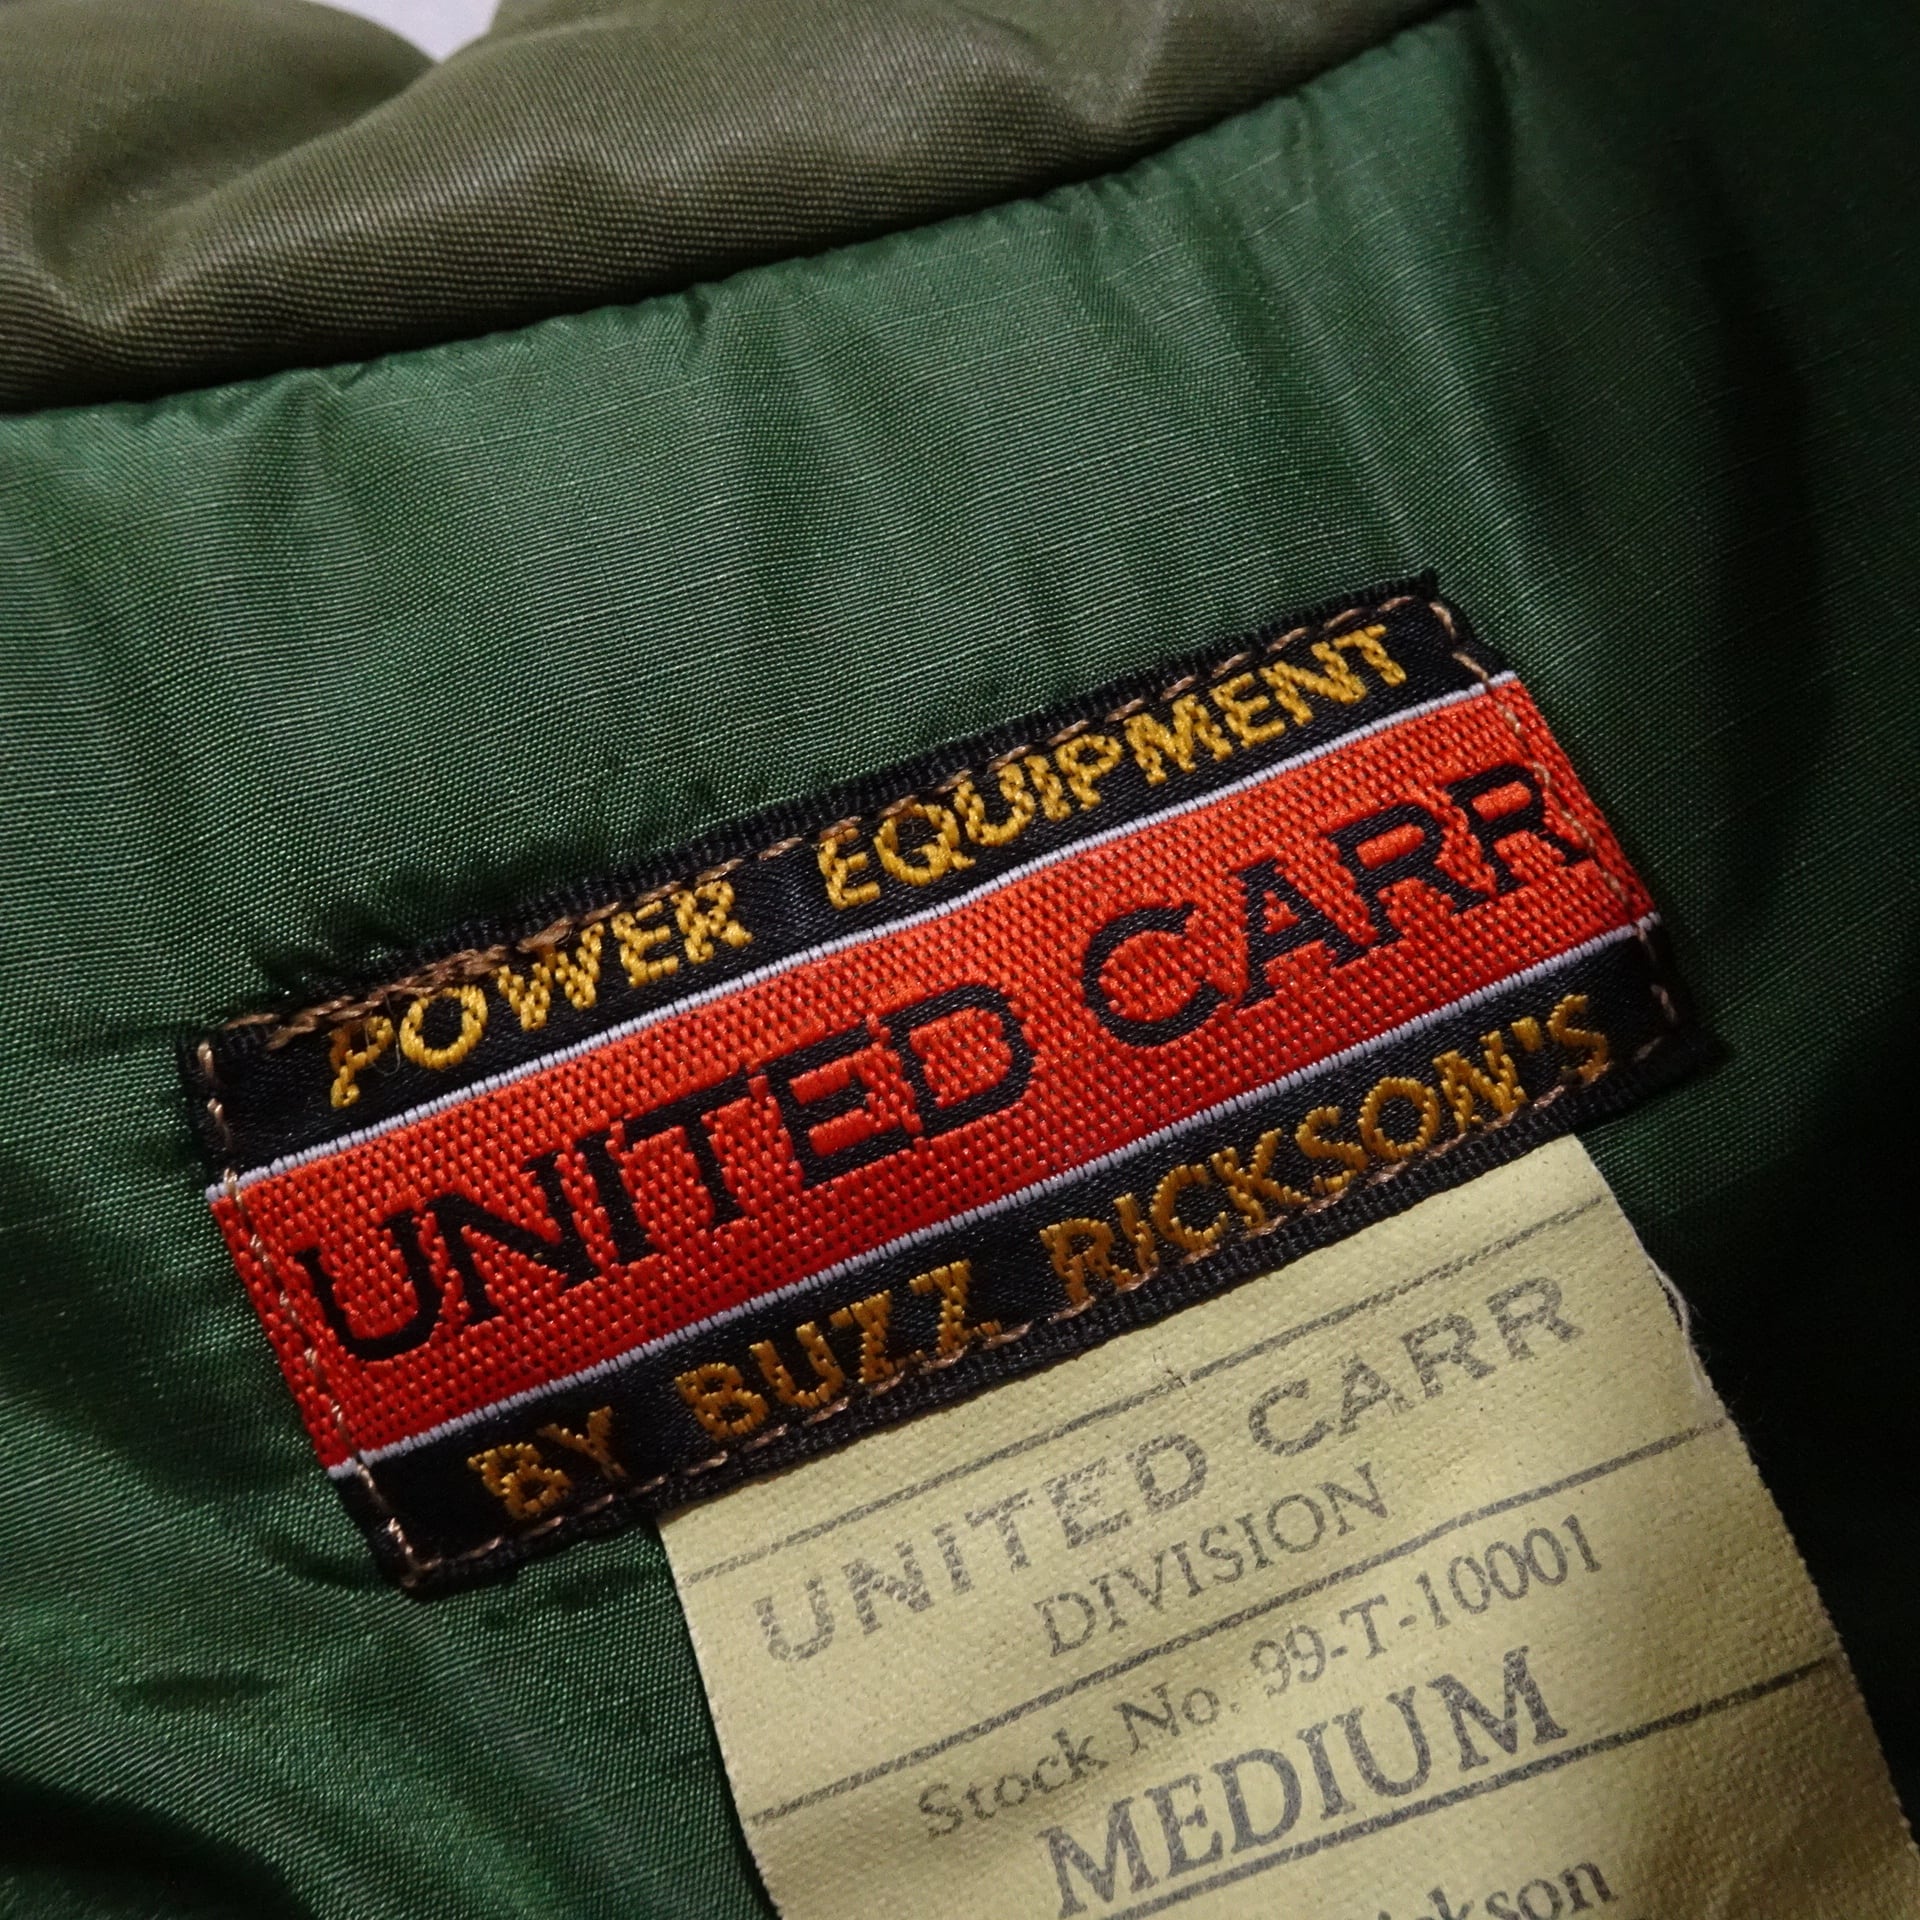 POWER EQUIPMENT
UNITED CARR
BY BUZZ RICKSON'S
UNITED CARR
DIVISION
Stock No. 99-T-10001
MEDIUM